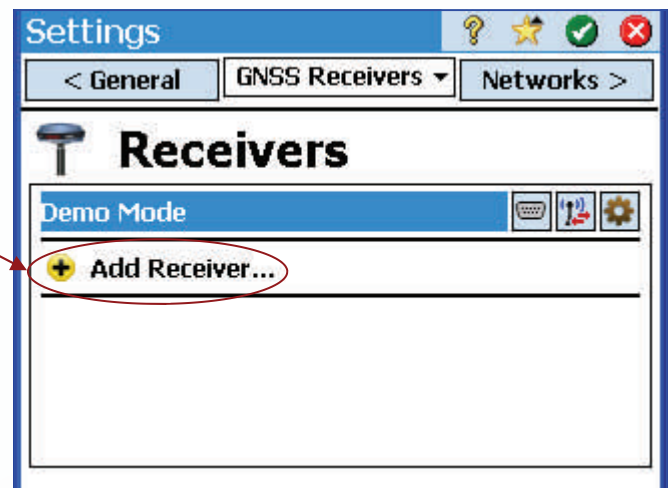 Settings
< General GNSS Receivers Networks >
Receivers
Demo Mode
Add Receiver...